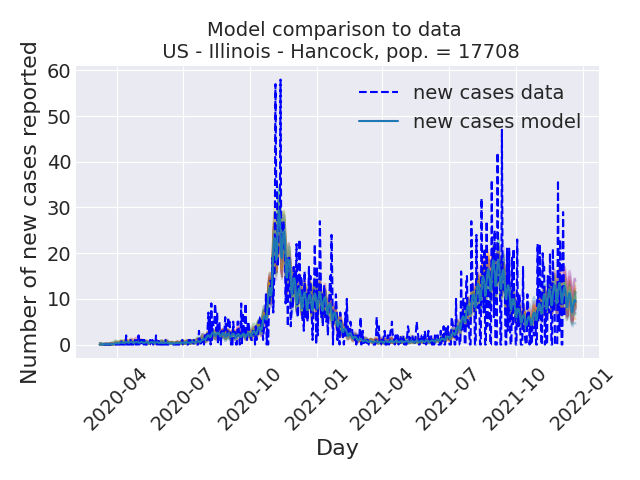 Model comparison to data
US - Illinois - Hancock, pop. = 17708
Number of new cases reported
60
50
40
30
20
10
0
new cases data
new cases model
2020-04
2020-07
2020-10
2021-01
2021-04
2021-07
2021-10
2022-01
Day